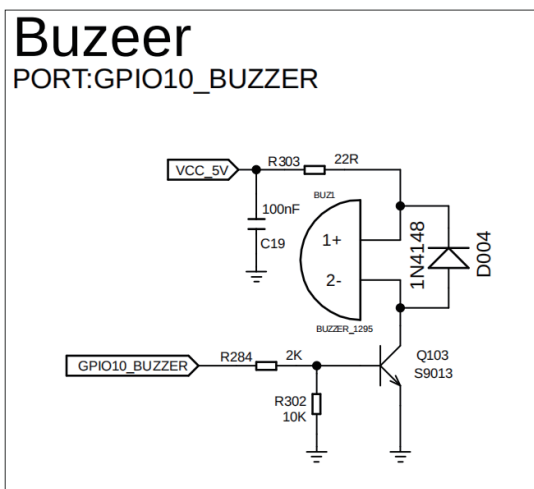 Buzeer
PORT:GPIO10_BUZZER
R303
22R
VCC_5V
BUZ1
100nF
C19
1+
2-
1N4148
D004
BUZZER_1295
R284
2K
GPIO10_BUZZER
Q103
S9013
R302
10K